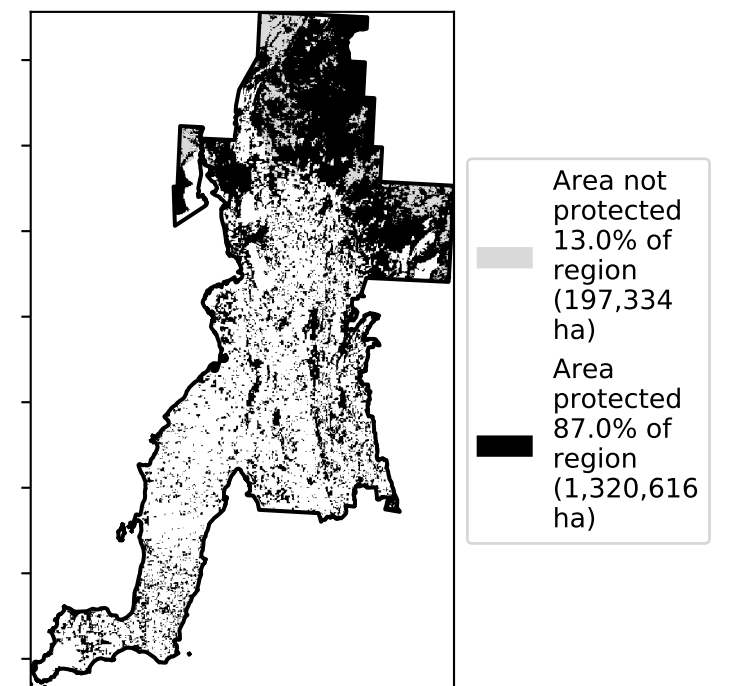 Area not
protected
13.0% of
region
(197,334
ha)
Area
protected
87.0% of
region
(1,320,616
ha)